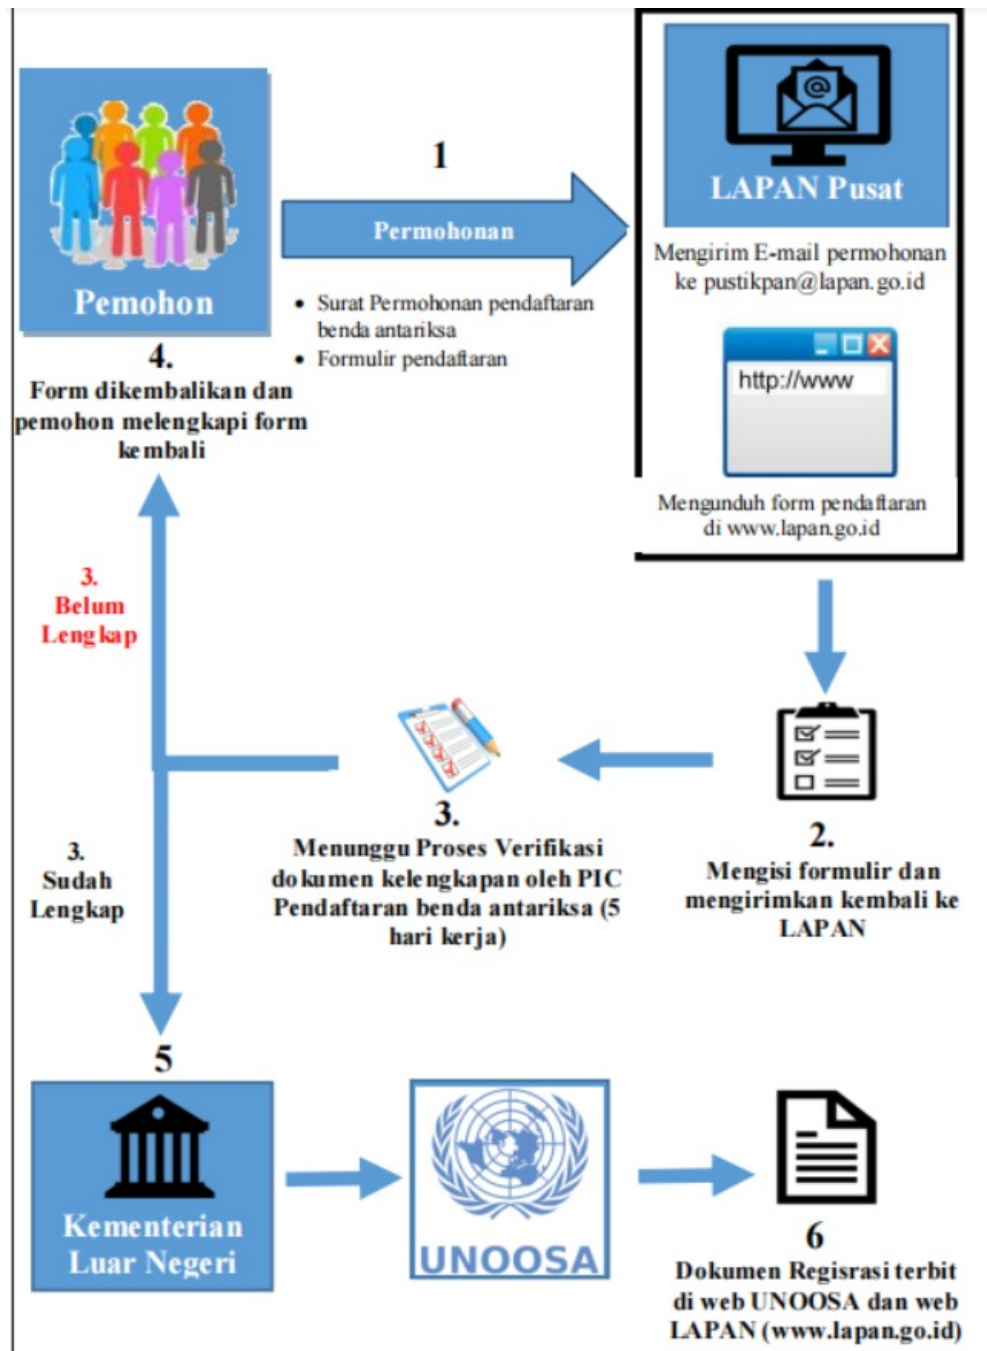 1
Permohonan
• Surat Permohonan pendaftaran
benda antariksa
• Formulir pendaftaran
Pemohon
4.
Form dikembalikan dan
pemohon melengkapi form
kembali
@
LAPAN Pusat
Mengirim E-mail permohonan
ke pustikpan@lapan.go.id
http://www
Mengunduh form pendaftaran
di www.lapan.go.id
2.
Mengisi formulir dan
mengirimkan kembali ke
LAPAN
3.
Menunggu Proses Verifikasi
dokumen kelengkapan oleh PIC
Pendaftaran benda antariksa (5
hari kerja)
3.
Belum
Lengkap
3.
Sudah
Lengkap
5
Kementerian
Luar Negeri
UNOOSA
6
Dokumen Regisrasi terbit
di web UNOOSA dan web
LAPAN (www.lapan.go.id)